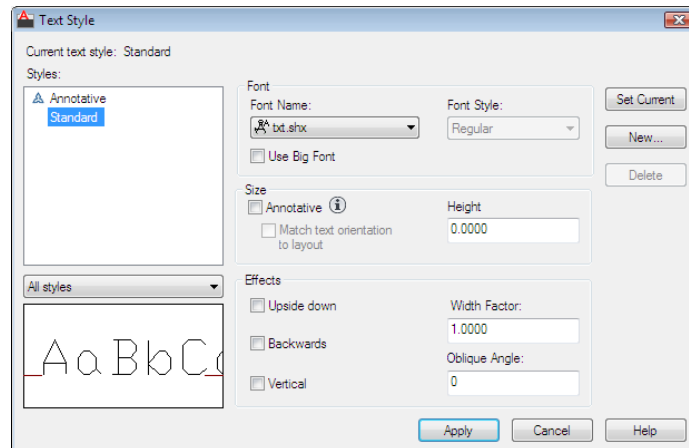 Text Style
Current text style: Standard
Styles:
Annotative
Standard
All styles
AaBbC
Font
Font Name:
txt.shx
Use Big Font
Font Style:
Regular
Size
Annotative
Match text orientation
to layout
Height
0.0000
Effects
Upside down
Backwards
Vertical
Width Factor:
1.0000
Oblique Angle:
0
Set Current
New...
Delete
Apply
Cancel
Help